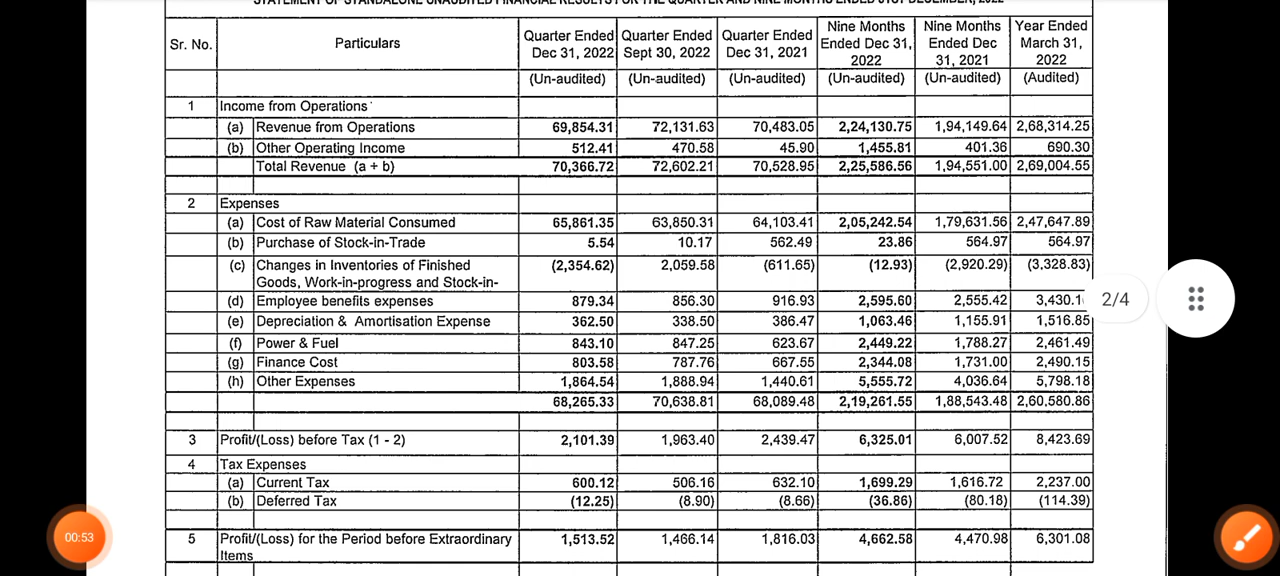 STATEMENT OF STANDALONE UNAUDITED FINANCIAL RESULTS FOR THE QUARTER AND NINE MONTHS ENDED 31ST DECEMBER, 2022
Sr. No. Particulars Quarter Ended Dec 31, 2022 Quarter Ended Sept 30, 2022 Quarter Ended Dec 31, 2021 Nine Months Ended Dec 31, 2022 Nine Months Ended Dec 31, 2021 Year Ended March 31, 2022
(Un-audited) (Un-audited) (Un-audited) (Un-audited) (Un-audited) (Audited)
1 Income from Operations
(a) Revenue from Operations 69,854.31 72,131.63 70,483.05 2,24,130.75 1,94,149.64 2,68,314.25
(b) Other Operating Income 512.41 470.58 45.90 1,455.81 401.36 690.30
Total Revenue (a + b) 70,366.72 72,602.21 70,528.95 2,25,586.56 1,94,551.00 2,69,004.55
2 Expenses
(a) Cost of Raw Material Consumed 65,861.35 63,850.31 64,103.41 2,05,242.54 1,79,631.56 2,47,647.89
(b) Purchase of Stock-in-Trade 5.54 10.17 562.49 23.86 564.97 564.97
(c) Changes in Inventories of Finished (2,354.62) 2,059.58 (611.65) (12.93) (2,920.29) (3,328.83)
Goods, Work-in-progress and Stock-in-
(d) Employee benefits expenses 879.34 856.30 916.93 2,595.60 2,555.42 3,430.1
(e) Depreciation & Amortisation Expense 362.50 338.50 386.47 1,063.46 1,155.91 1,516.85
(f) Power & Fuel 843.10 847.25 623.67 2,449.22 1,788.27 2,461.49
(g) Finance Cost 803.58 787.76 667.55 2,344.08 1,731.00 2,490.15
(h) Other Expenses 1,864.54 1,888.94 1,440.61 5,555.72 4,036.64 5,798.18
68,265.33 70,638.81 68,089.48 2,19,261.55 1,88,543.48 2,60,580.86
3 Profit/(Loss) before Tax (1 - 2) 2,101.39 1,963.40 2,439.47 6,325.01 6,007.52 8,423.69
4 Tax Expenses
(a) Current Tax 600.12 506.16 632.10 1,699.29 1,616.72 2,237.00
(b) Deferred Tax (12.25) (8.90) (8.66) (36.86) (80.18) (114.39)
5 Profit/(Loss) for the Period before Extraordinary 1,513.52 1,466.14 1,816.03 4,662.58 4,470.98 6,301.08
Items
2/4
00:53